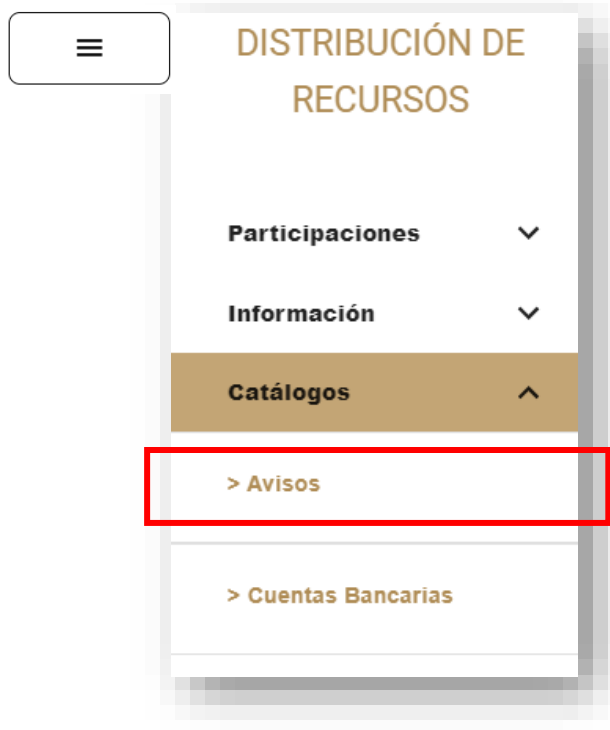 DISTRIBUCIÓN DE
RECURSOS
Participaciones
Información
Catálogos
> Avisos
> Cuentas Bancarias